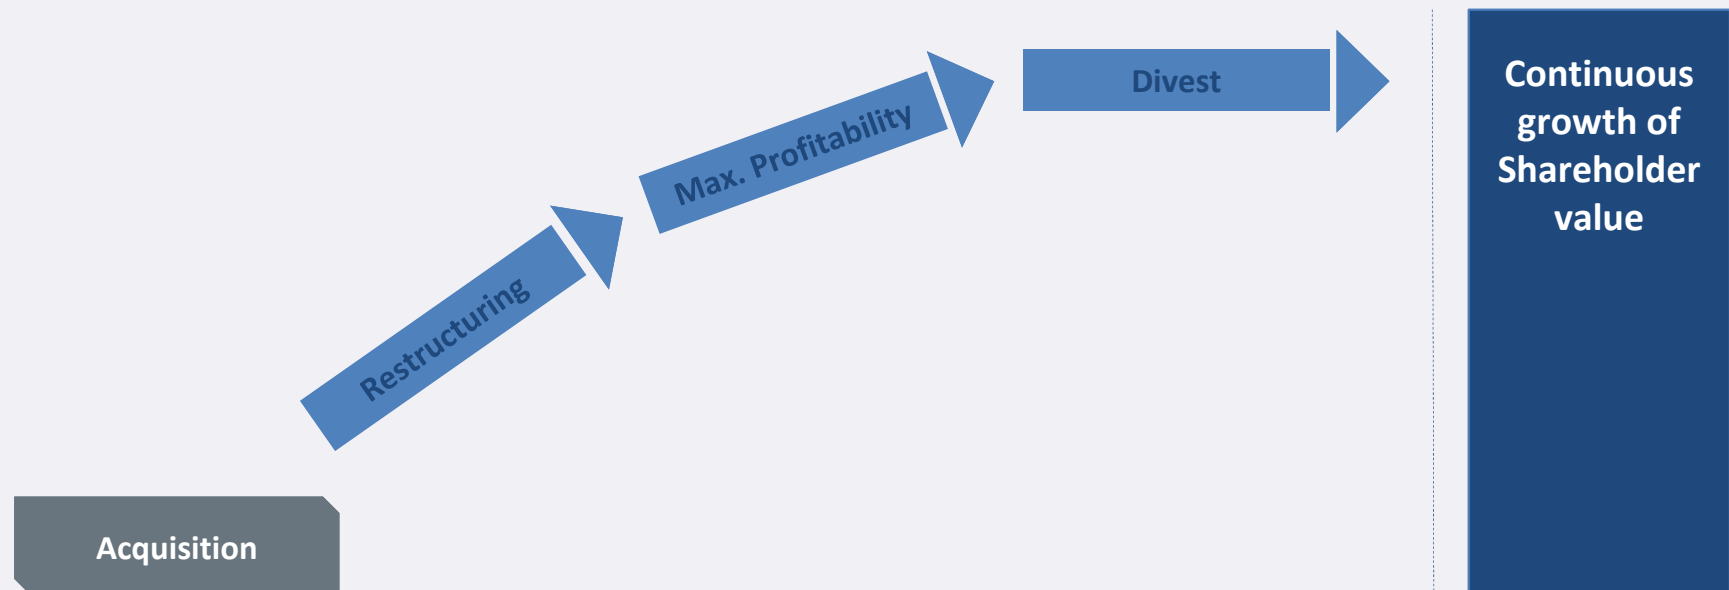 Acquisition
Restructuring
Max. Profitability
Divest
Continuous
growth of
Shareholder
value